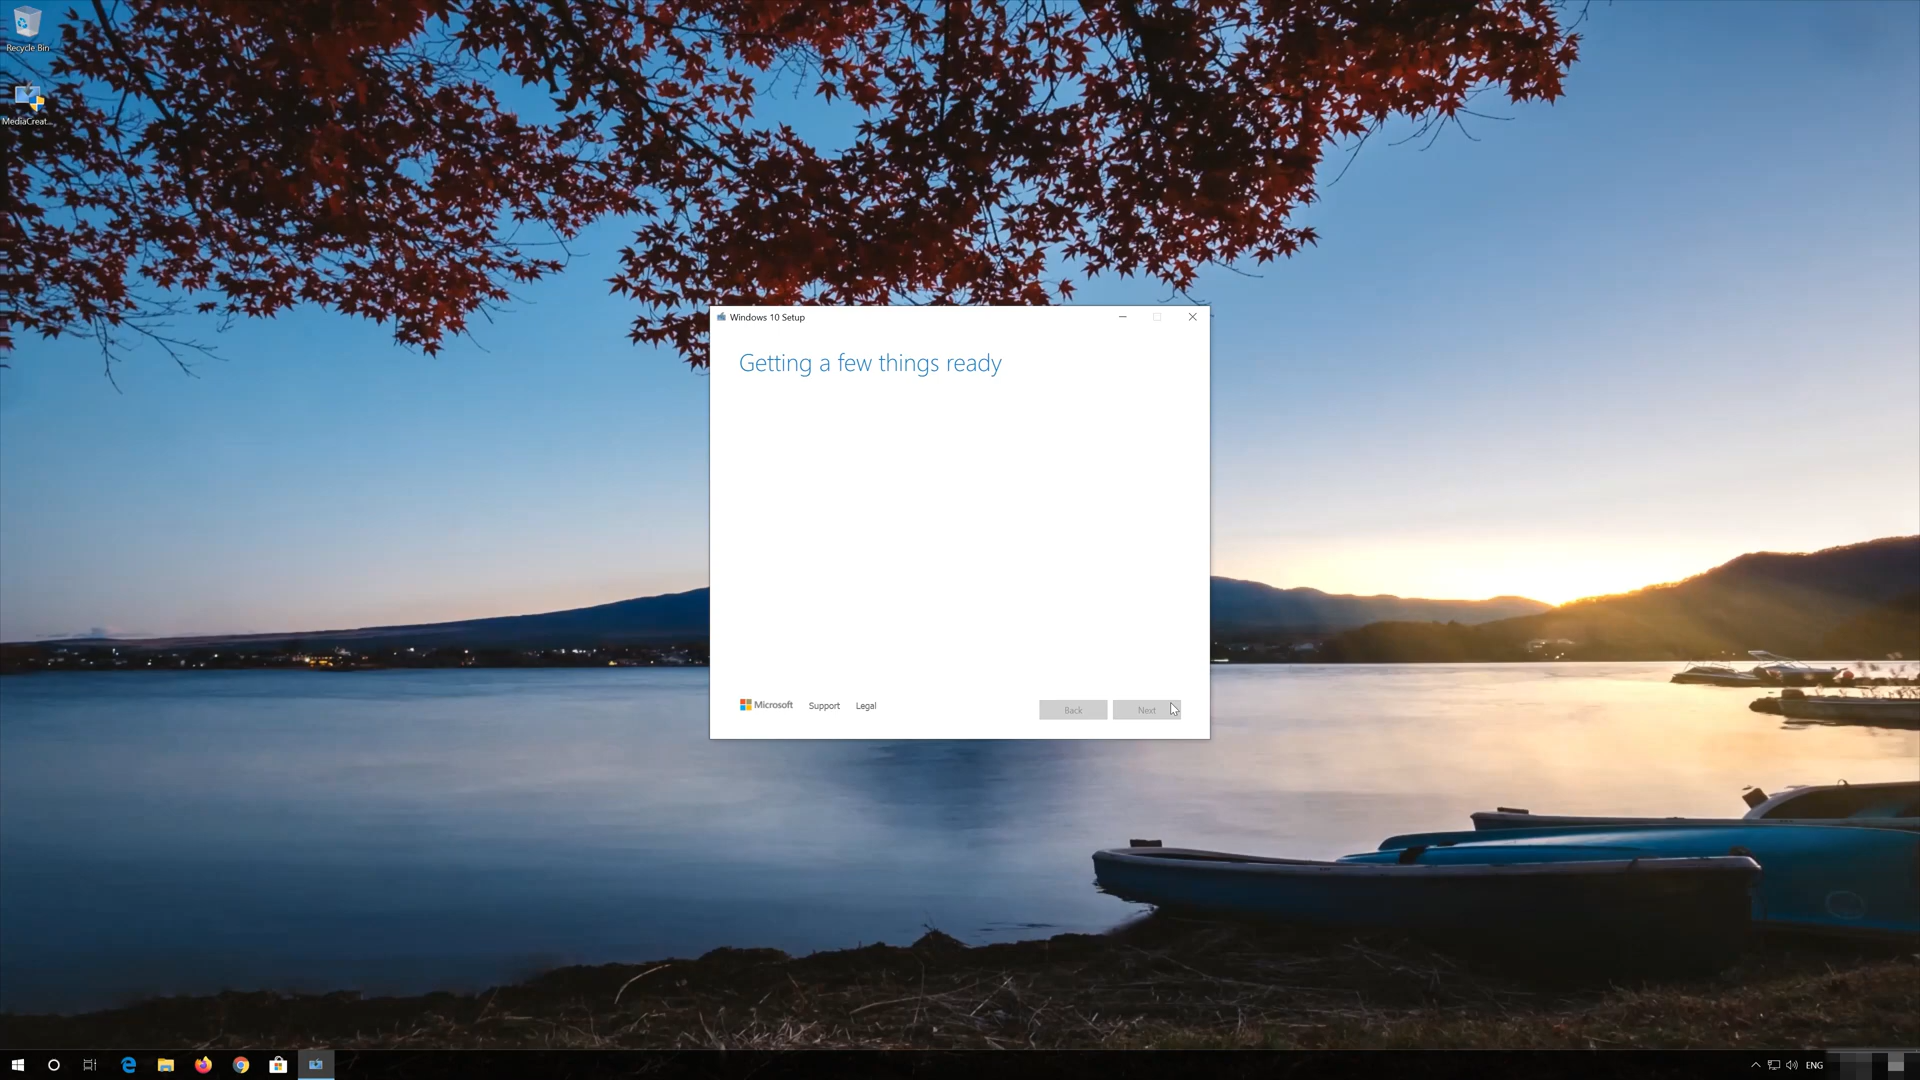 Recycle Bin
MediaCreat...
Windows 10 Setup
Getting a few things ready
Microsoft Support Legal
Back Next
ENG